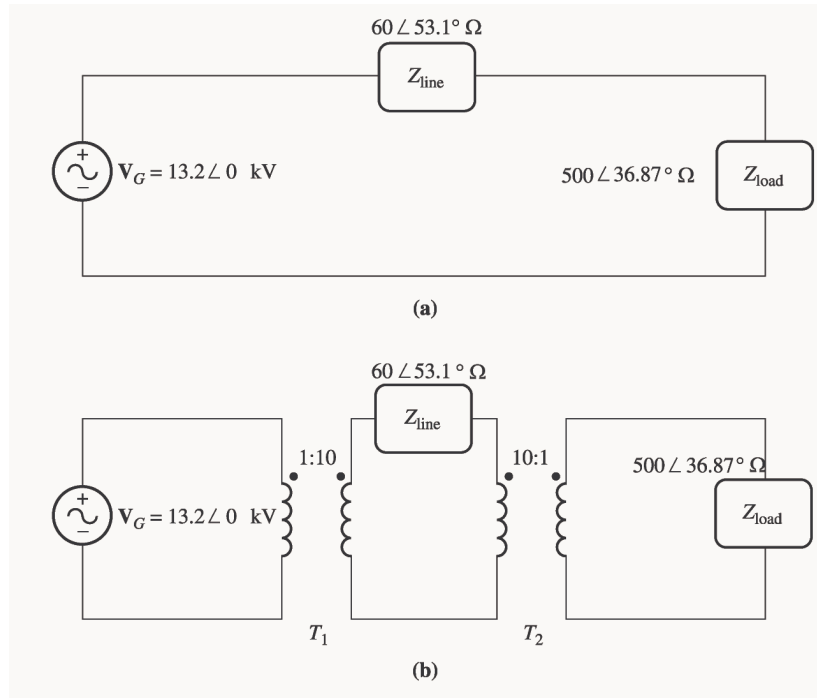 60∠53.1° Ω
Z_line
+
−
V_G = 13.2∠0 kV
500∠36.87° Ω
Z_load
(a)
60∠53.1° Ω
Z_line
1:10
10:1
500∠36.87° Ω
+
−
V_G = 13.2∠0 kV
Z_load
T_1
T_2
(b)